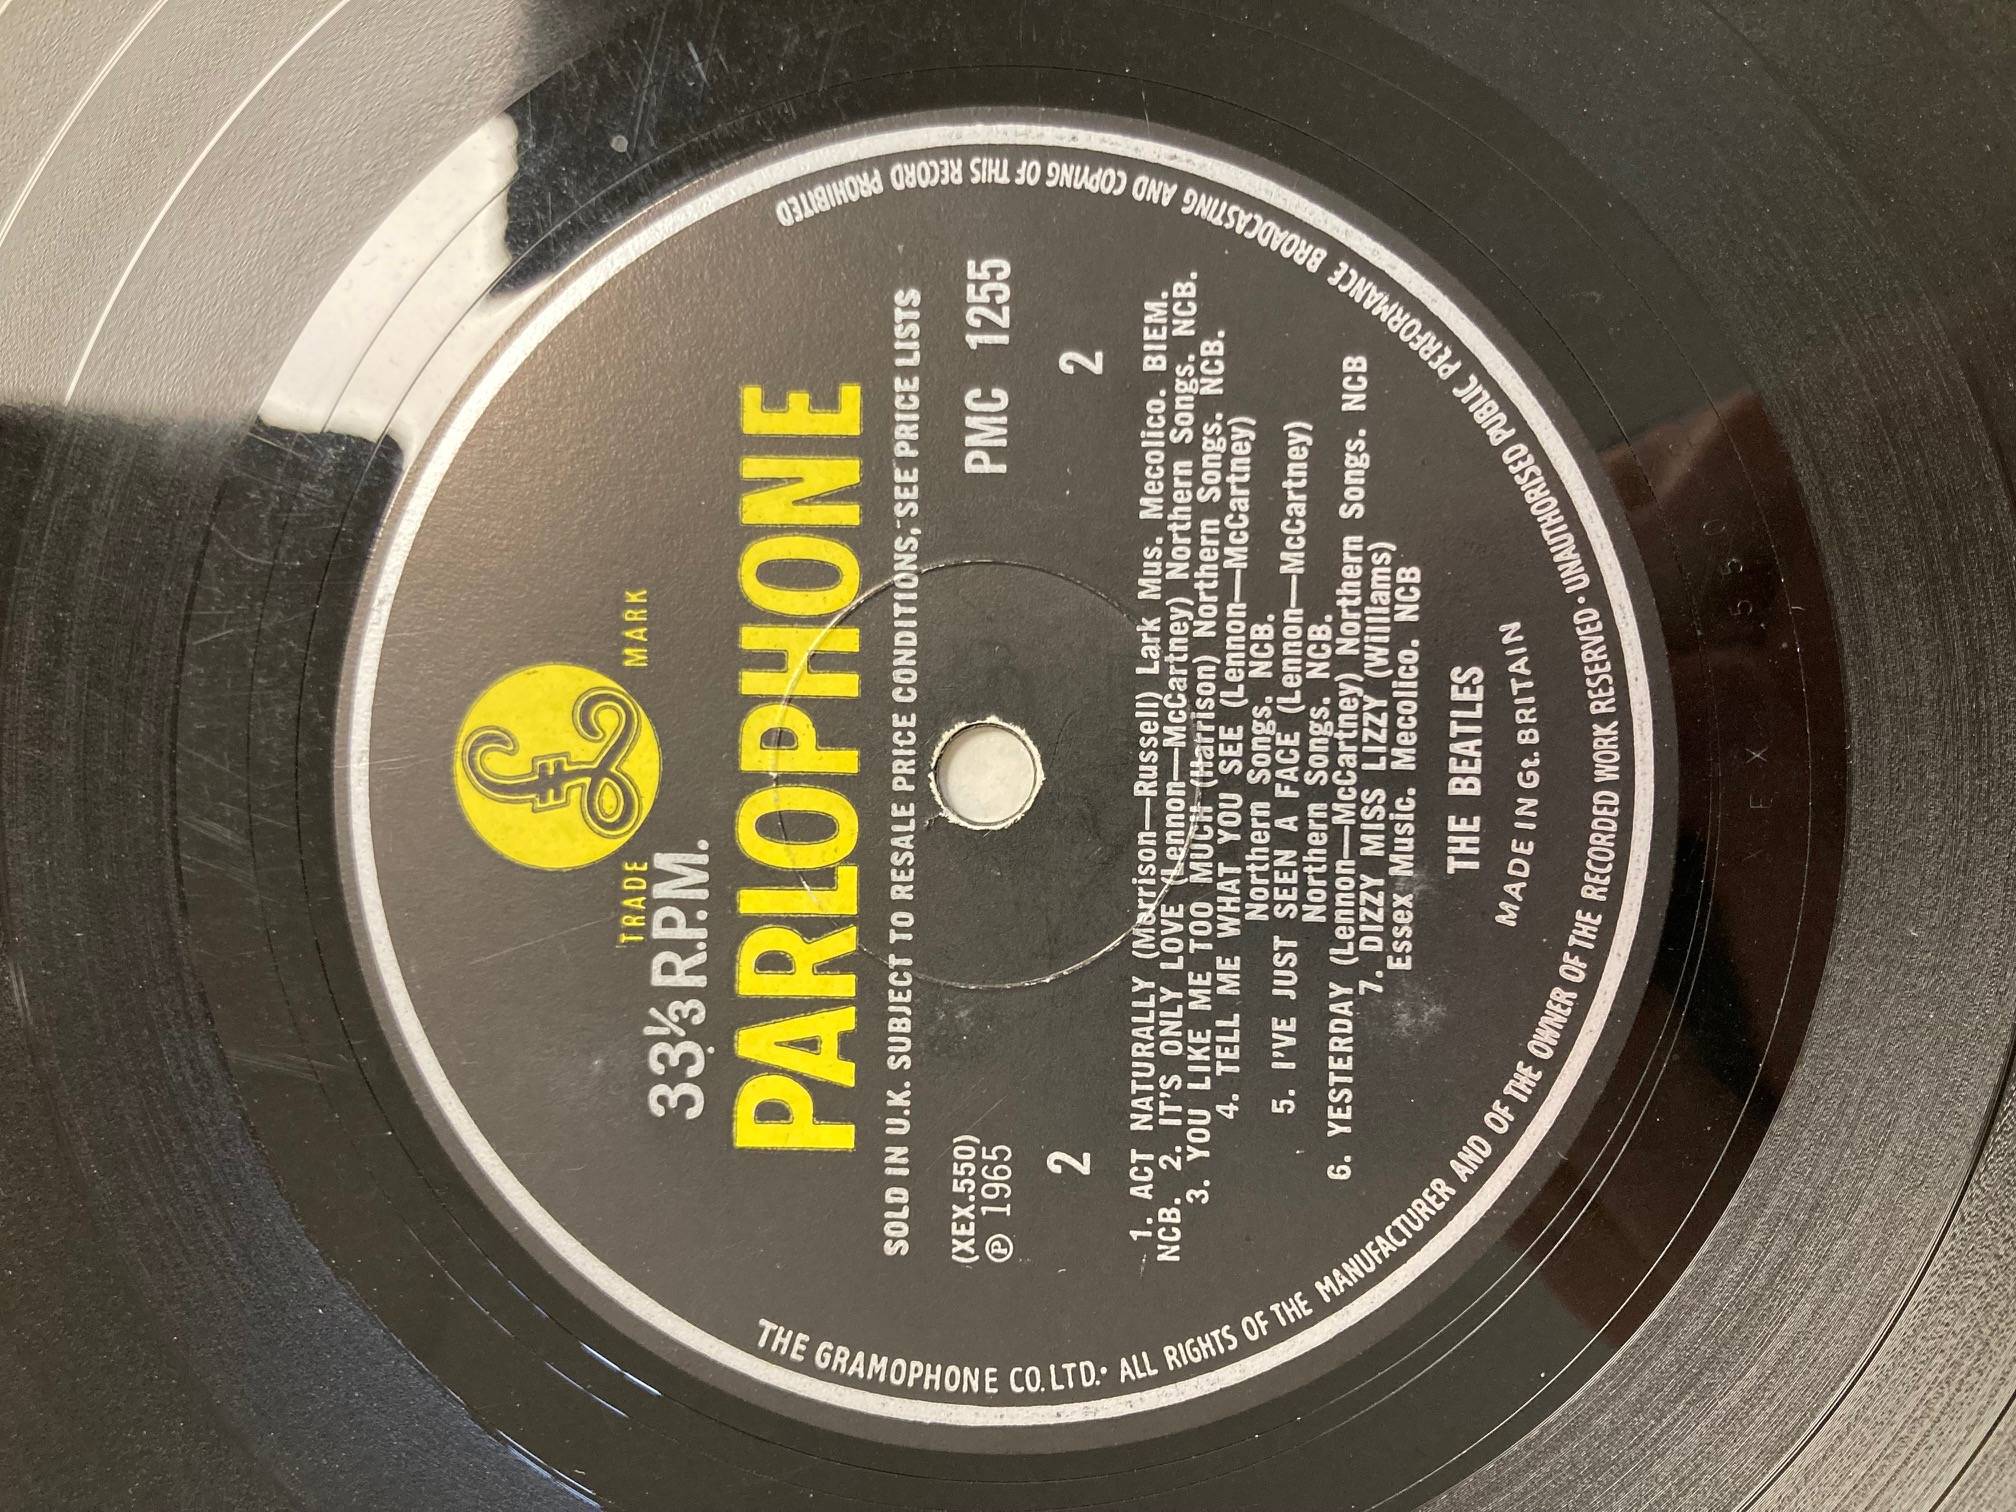 £
TRADE MARK
33⅓ R.P.M.
PARLOPHONE
SOLD IN U.K. SUBJECT TO RESALE PRICE CONDITIONS, SEE PRICE LISTS
(XEX.550) PMC 1255
℗ 1965
2 2
1. ACT NATURALLY (Morrison—Russell) Lark Mus. Mecolico. BIEM.
NCB. 2. IT'S ONLY LOVE (Lennon—McCartney) Northern Songs. NCB.
3. YOU LIKE ME TOO MUCH (Harrison) Northern Songs. NCB.
4. TELL ME WHAT YOU SEE (Lennon—McCartney)
Northern Songs. NCB.
5. I'VE JUST SEEN A FACE (Lennon—McCartney)
Northern Songs. NCB.
6. YESTERDAY (Lennon—McCartney) Northern Songs. NCB
7. DIZZY MISS LIZZY (Williams)
Essex Music. Mecolico. NCB
THE BEATLES
MADE IN Gt. BRITAIN
THE GRAMOPHONE CO. LTD. · ALL RIGHTS OF THE MANUFACTURER AND OF THE OWNER OF THE RECORDED WORK RESERVED · UNAUTHORISED PUBLIC PERFORMANCE BROADCASTING AND COPYING OF THIS RECORD PROHIBITED